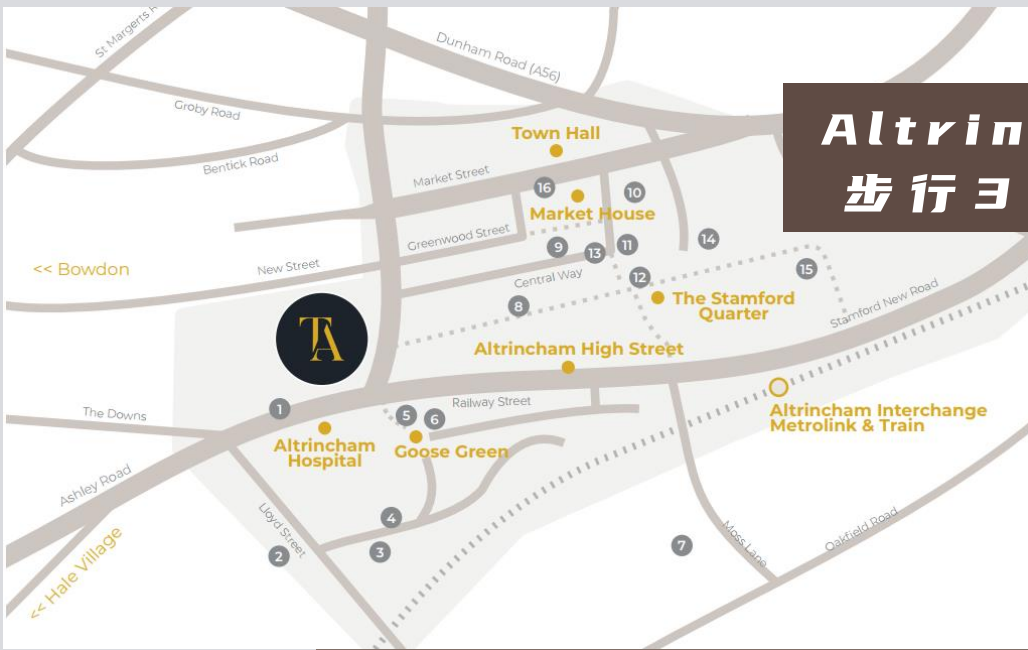 St Margerts R
Dunham Road (A56)
Groby Road
Altrin
步行3
Town Hall
Bentick Road
Market Street
16
10
Market House
Greenwood Street
9
13
11
14
<< Bowdon
New Street
Central Way
12
15
8
The Stamford
Quarter
Stamford New Road
TA
Altrincham High Street
Altrincham Interchange
Metrolink & Train
The Downs
1
5
6
Railway Street
Altrincham
Hospital
Goose Green
Ashley Road
Lloyd Street
4
3
2
7
Moss Lane
Oakfield Road
<< Hale Village